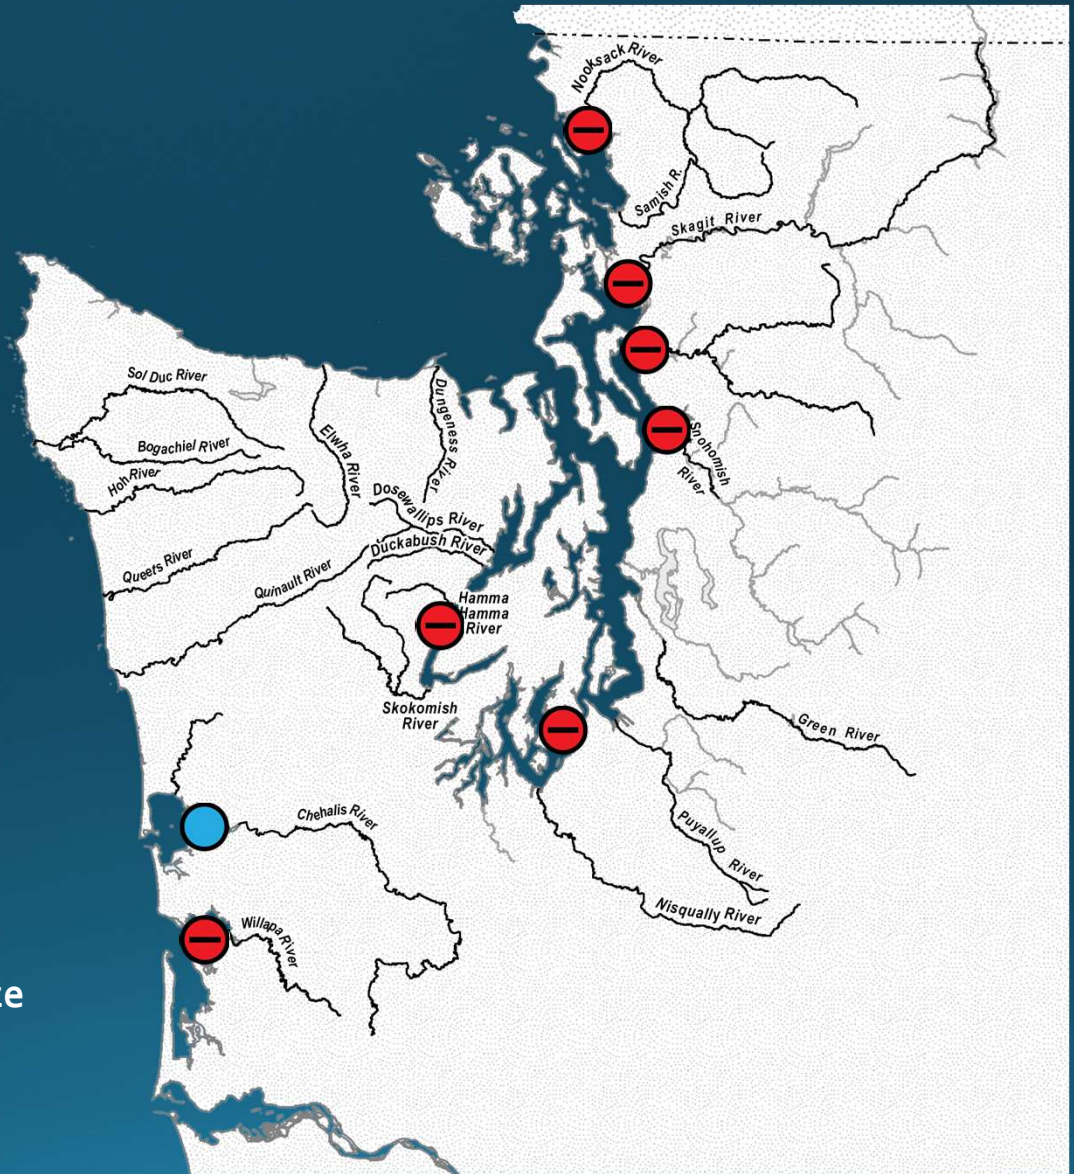 Nooksack River
Samish R.
Skagit River
Sol Duc River
Bogachiel River
Hoh River
Elwha River
Dungeness River
Snohomish
River
Dosewallips River
Duckabush River
Queets River
Quinault River
Hamma
Hamma
River
Skokomish
River
Green River
Chehalis River
Puyallup
River
Nisqually River
Willapa River